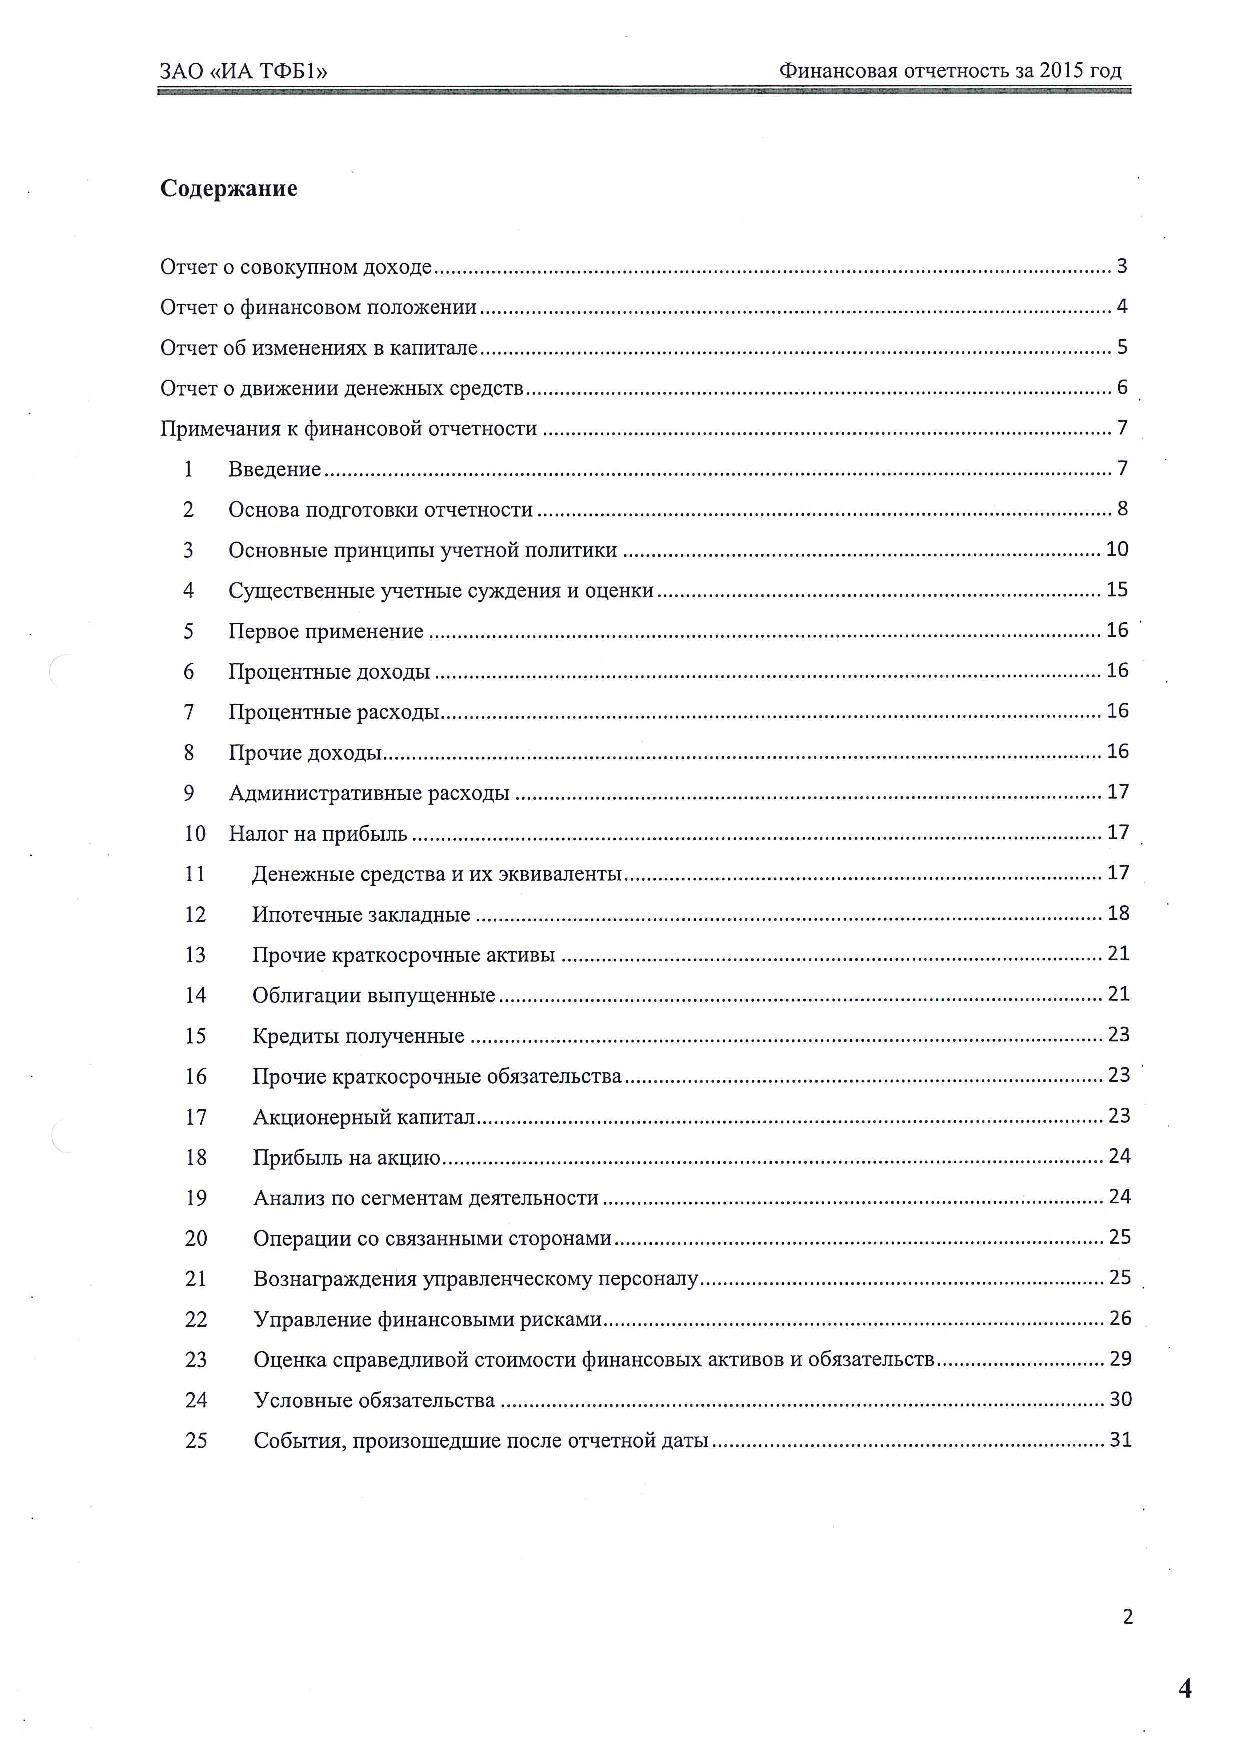 ЗАО «ИА ТФБ1» Финансовая отчетность за 2015 год
Содержание
Отчет о совокупном доходе........ 3
Отчет о финансовом положении........ 4
Отчет об изменениях в капитале........ 5
Отчет о движении денежных средств........ 6
Примечания к финансовой отчетности ........ 7
1 Введение........ 7
2 Основа подготовки отчетности ........ 8
3 Основные принципы учетной политики ........ 10
4 Существенные учетные суждения и оценки........ 15
5 Первое применение ........ 16
6 Процентные доходы ........ 16
7 Процентные расходы........ 16
8 Прочие доходы........ 16
9 Административные расходы ........ 17
10 Налог на прибыль ........ 17
11 Денежные средства и их эквиваленты........ 17
12 Ипотечные закладные ........ 18
13 Прочие краткосрочные активы ........ 21
14 Облигации выпущенные........ 21
15 Кредиты полученные ........ 23
16 Прочие краткосрочные обязательства........ 23
17 Акционерный капитал........ 23
18 Прибыль на акцию........ 24
19 Анализ по сегментам деятельности ........ 24
20 Операции со связанными сторонами........ 25
21 Вознаграждения управленческому персоналу........ 25
22 Управление финансовыми рисками........ 26
23 Оценка справедливой стоимости финансовых активов и обязательств........ 29
24 Условные обязательства ........ 30
25 События, произошедшие после отчетной даты........ 31
2
4